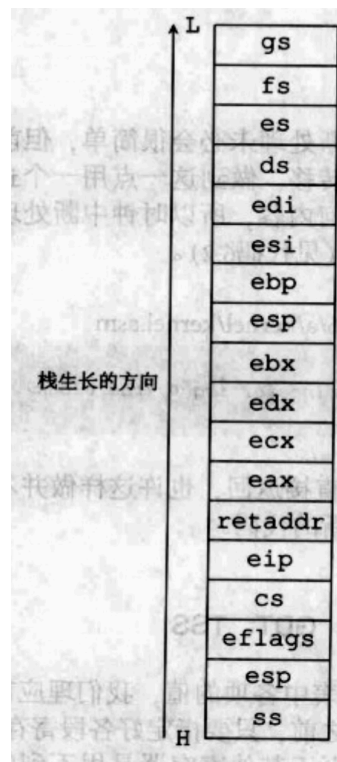 L
gs
fs
es
ds
edi
esi
ebp
esp
ebx
栈生长的方向
edx
ecx
eax
retaddr
eip
cs
eflags
esp
H
ss